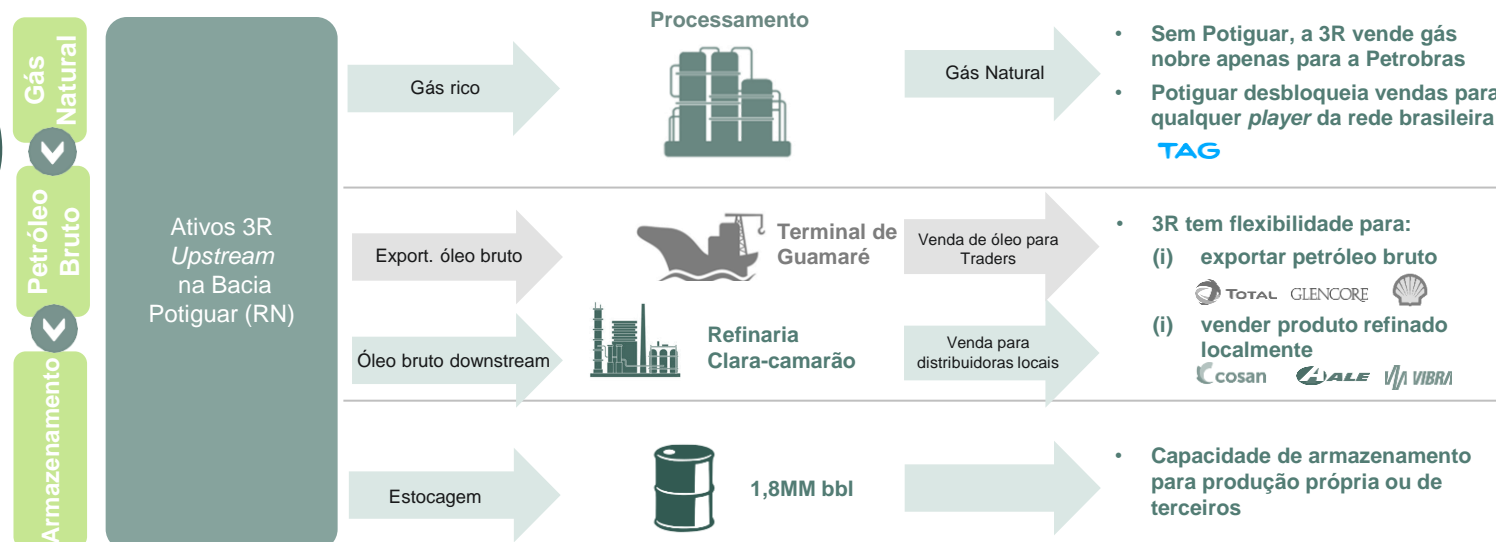 Gás
Natural
Petróleo
Bruto
Armazenamento
Ativos 3R
Upstream
na Bacia
Potiguar (RN)
Gás rico
Processamento
Gás Natural
• Sem Potiguar, a 3R vende gás
nobre apenas para a Petrobras
• Potiguar desbloqueia vendas para
qualquer player da rede brasileira
TAG
Export. óleo bruto
Terminal de
Guamaré
Venda de óleo para
Traders
• 3R tem flexibilidade para:
(i) exportar petróleo bruto
TOTAL GLENCORE
Óleo bruto downstream
Refinaria
Clara-camarão
Venda para
distribuidoras locais
(i) vender produto refinado
localmente
cosan ALE VIBRA
Estocagem
1,8MM bbl
• Capacidade de armazenamento
para produção própria ou de
terceiros